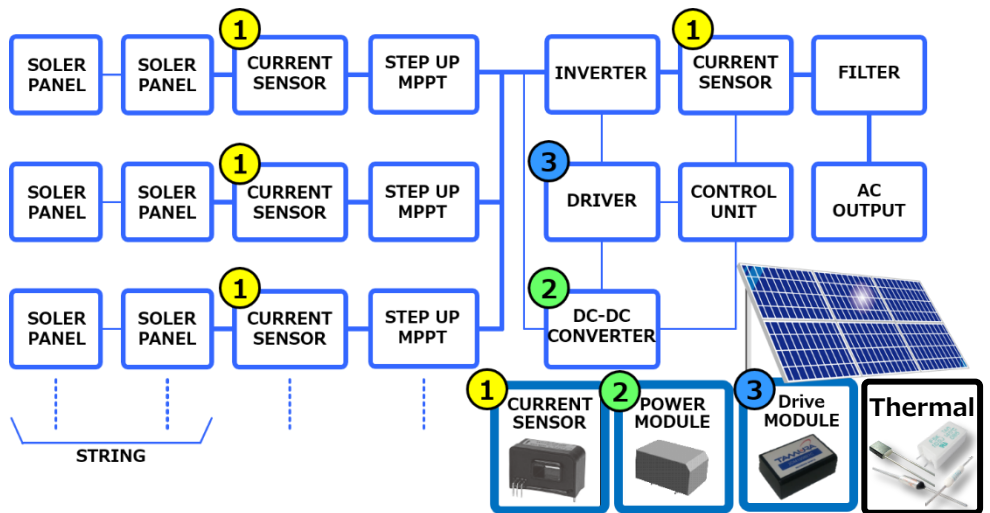 1
1
SOLER
PANEL
SOLER
PANEL
CURRENT
SENSOR
STEP UP
MPPT
INVERTER
CURRENT
SENSOR
FILTER
1
3
SOLER
PANEL
SOLER
PANEL
CURRENT
SENSOR
STEP UP
MPPT
DRIVER
CONTROL
UNIT
AC
OUTPUT
1
2
SOLER
PANEL
SOLER
PANEL
CURRENT
SENSOR
STEP UP
MPPT
DC-DC
CONVERTER
STRING
1
CURRENT
SENSOR
2
POWER
MODULE
3
Drive
MODULE
TAMURA
Thermal